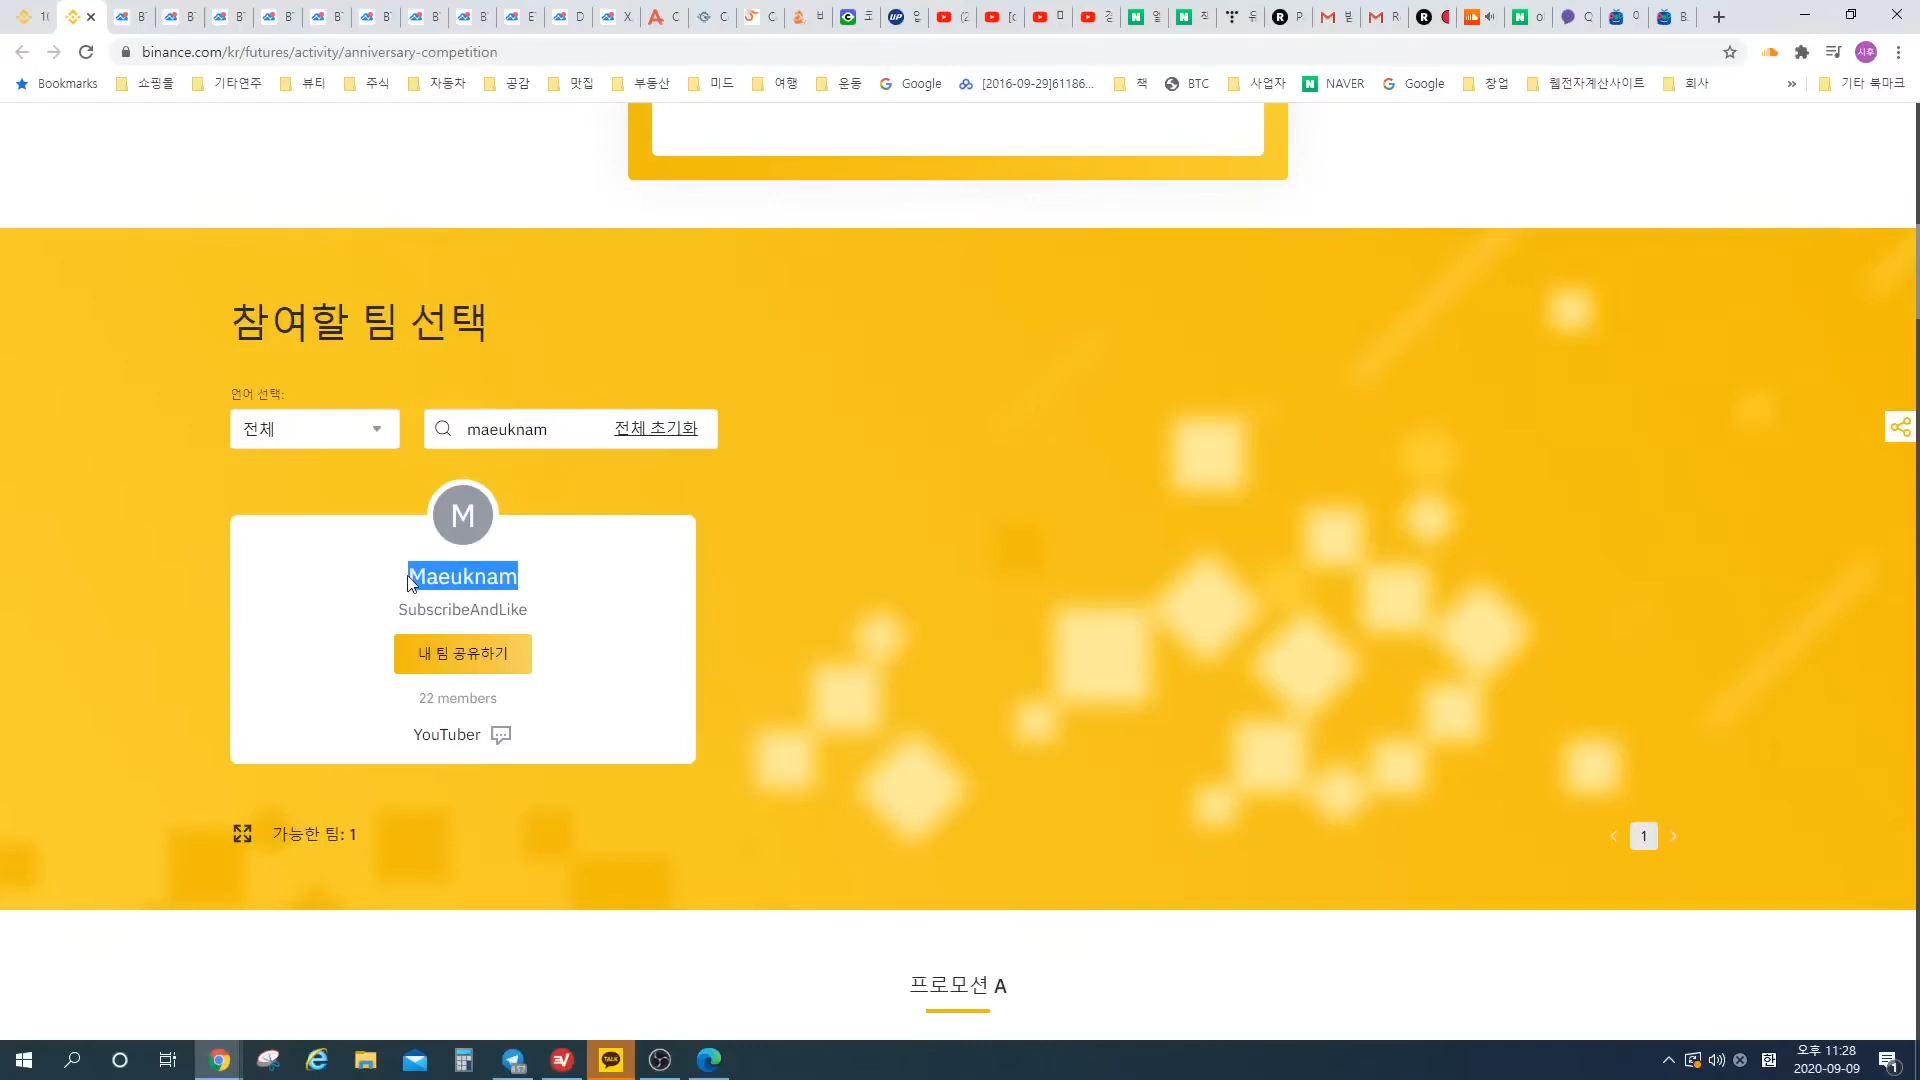 binance.com/kr/futures/activity/anniversary-competition
시후
Bookmarks 쇼핑몰 기타연주 뷰티 주식 자동차 공감 맛집 부동산 미드 여행 운동 Google [2016-09-29]61186... 책 BTC 사업자 NAVER Google 창업 웹전자계산사이트 회사 » 기타 북마크
참여할 팀 선택
언어 선택:
전체
maeuknam 전체 초기화
M
Maeuknam
SubscribeAndLike
내 팀 공유하기
22 members
YouTuber
가능한 팀: 1
1
프로모션 A
TALK
한
오후 11:28
2020-09-09